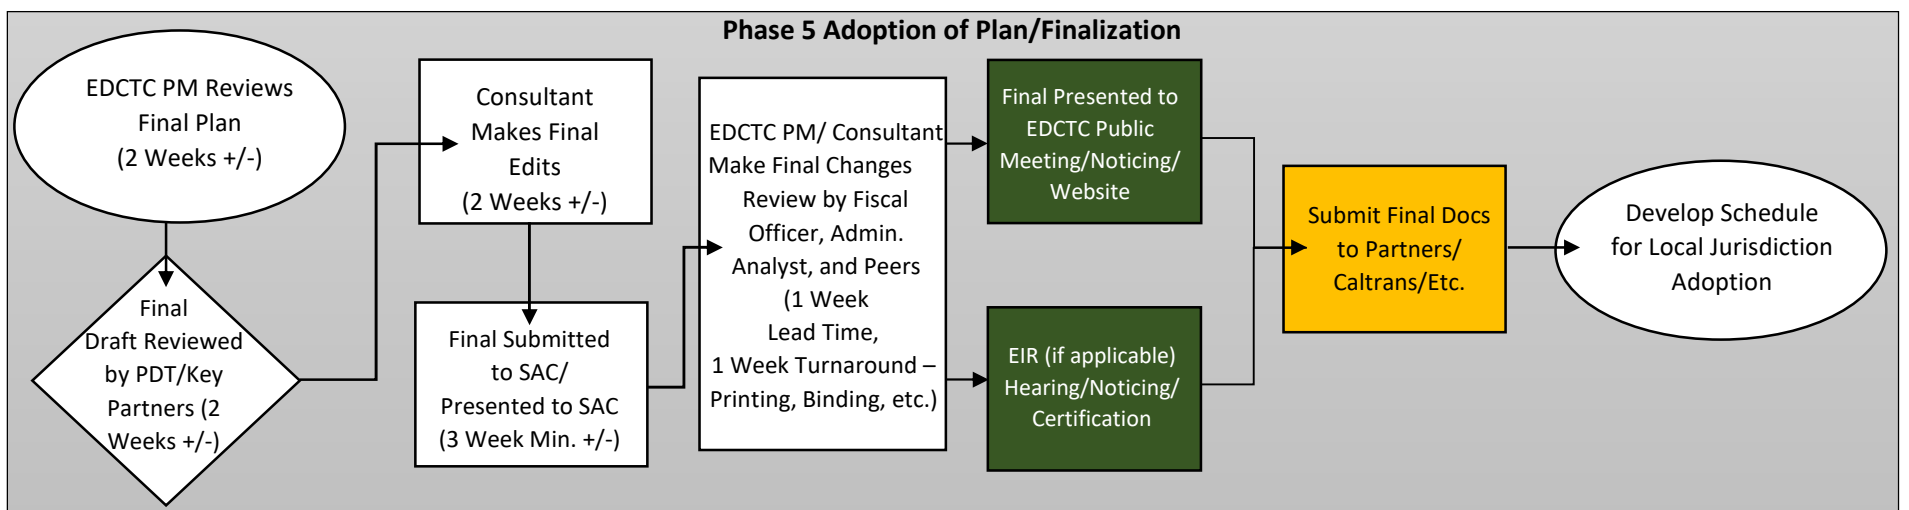 Phase 5 Adoption of Plan/Finalization
EDCTC PM Reviews
Final Plan
(2 Weeks +/-)
Final
Draft Reviewed
by PDT/Key
Partners (2
Weeks +/-)
Consultant
Makes Final
Edits
(2 Weeks +/-)
Final Submitted
to SAC/
Presented to SAC
(3 Week Min. +/-)
EDCTC PM/ Consultant
Make Final Changes
Review by Fiscal
Officer, Admin.
Analyst, and Peers
(1 Week
Lead Time,
1 Week Turnaround –
Printing, Binding, etc.)
Final Presented to
EDCTC Public
Meeting/Noticing/
Website
EIR (if applicable)
Hearing/Noticing/
Certification
Submit Final Docs
to Partners/
Caltrans/Etc.
Develop Schedule
for Local Jurisdiction
Adoption